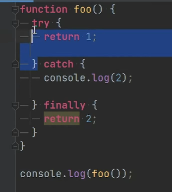 function foo() {
  try {
    return 1;
  } catch {
    console.log(2);
  } finally {
    return 2;
  }
}
console.log(foo());